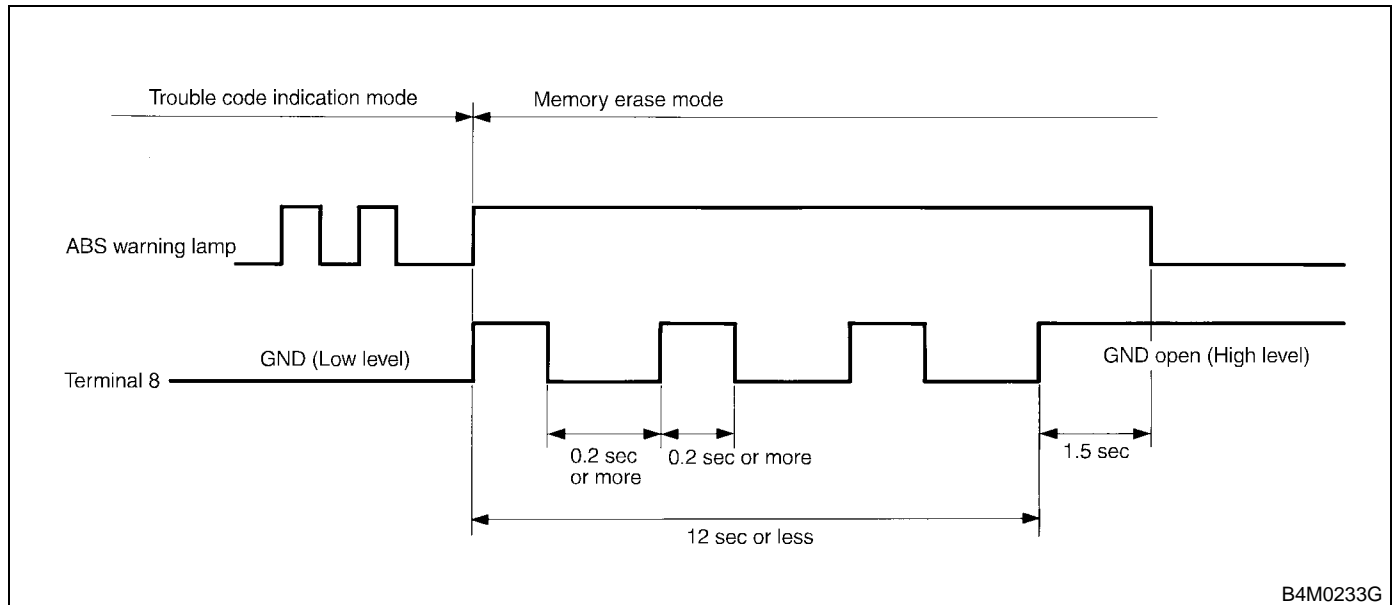 Trouble code indication mode
Memory erase mode
ABS warning lamp
GND (Low level)
GND open (High level)
Terminal 8
0.2 sec
or more
0.2 sec or more
1.5 sec
12 sec or less
B4M0233G